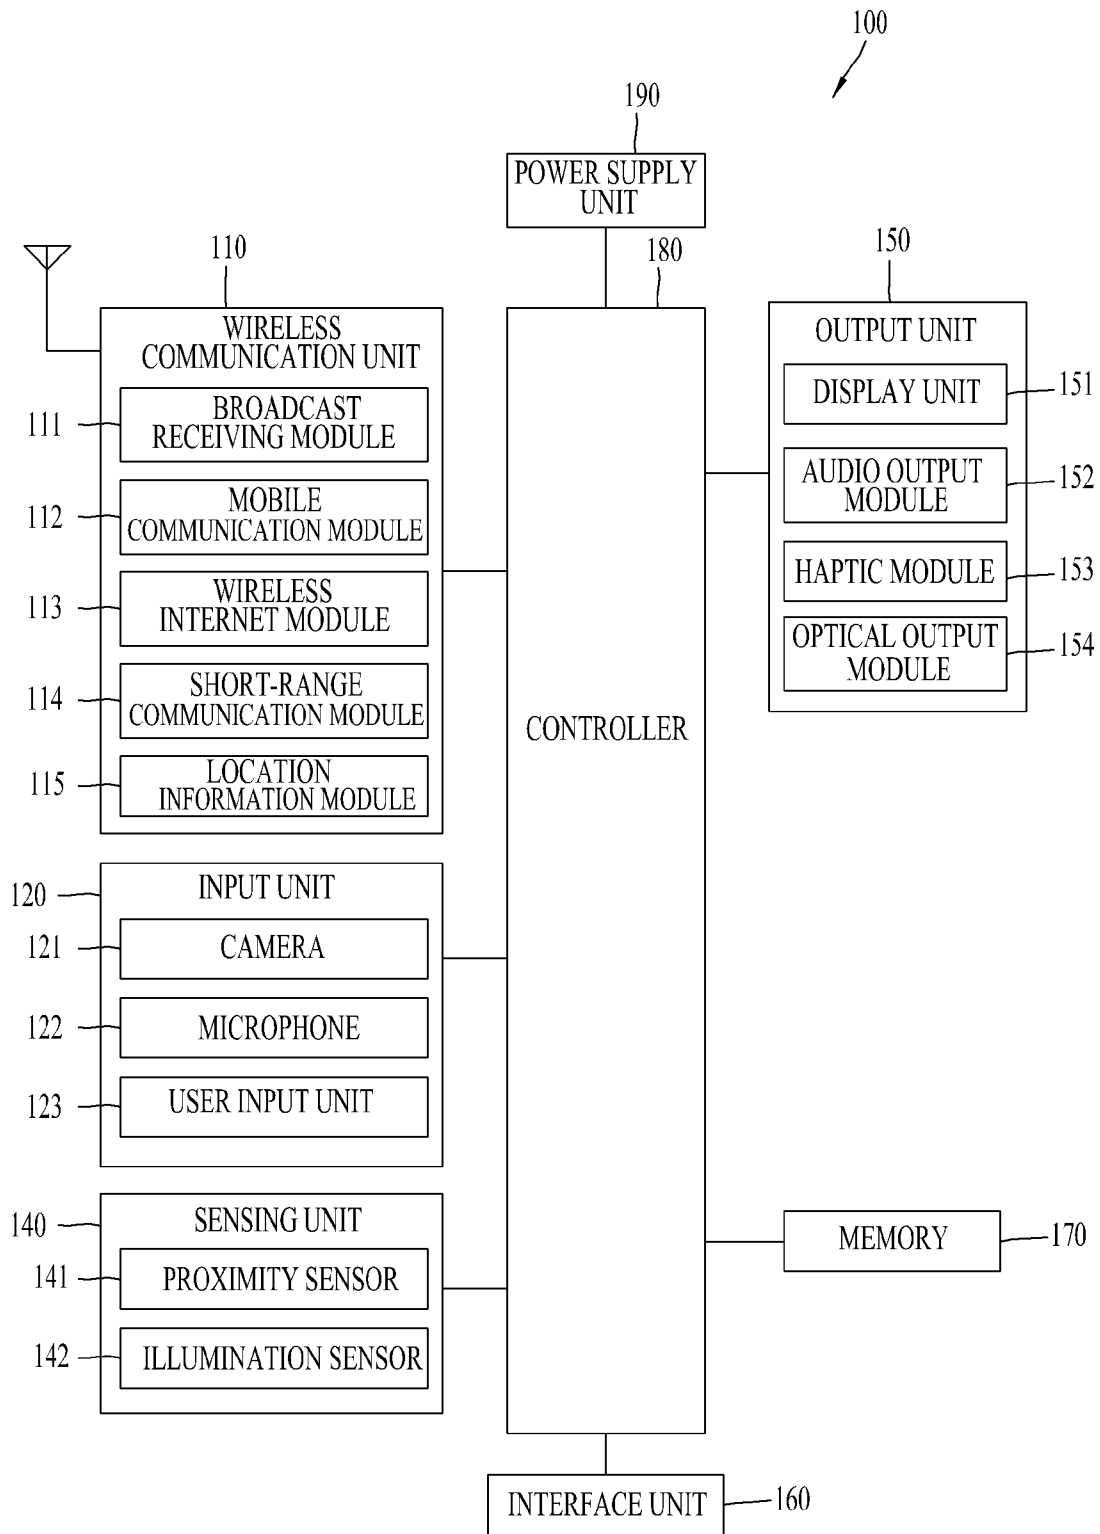 100
190
POWER SUPPLY
UNIT
110
180
150
WIRELESS
COMMUNICATION UNIT
111
BROADCAST
RECEIVING MODULE
112
MOBILE
COMMUNICATION MODULE
113
WIRELESS
INTERNET MODULE
114
SHORT-RANGE
COMMUNICATION MODULE
115
LOCATION
INFORMATION MODULE
120
INPUT UNIT
121
CAMERA
122
MICROPHONE
123
USER INPUT UNIT
140
SENSING UNIT
141
PROXIMITY SENSOR
142
ILLUMINATION SENSOR
CONTROLLER
OUTPUT UNIT
DISPLAY UNIT
151
AUDIO OUTPUT
MODULE
152
HAPTIC MODULE
153
OPTICAL OUTPUT
MODULE
154
MEMORY
170
INTERFACE UNIT
160